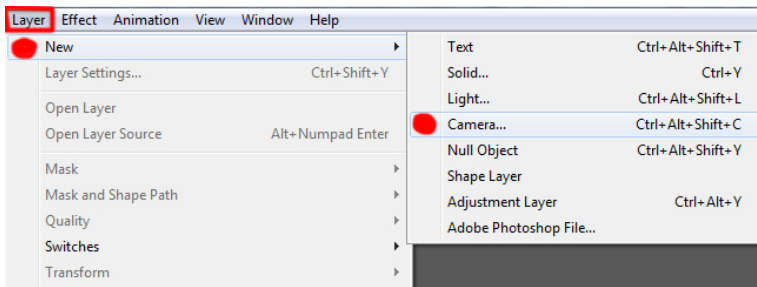 Layer Effect Animation View Window Help
New
Layer Settings... Ctrl+Shift+Y
Open Layer
Open Layer Source Alt+Numpad Enter
Mask
Mask and Shape Path
Quality
Switches
Transform
Text Ctrl+Alt+Shift+T
Solid... Ctrl+Y
Light... Ctrl+Alt+Shift+L
Camera... Ctrl+Alt+Shift+C
Null Object Ctrl+Alt+Shift+Y
Shape Layer
Adjustment Layer Ctrl+Alt+Y
Adobe Photoshop File...